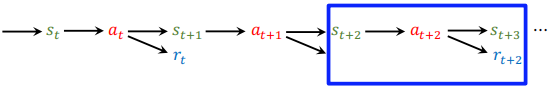 s_t a_t s_{t+1} a_{t+1} s_{t+2} a_{t+2} s_{t+3} ...
r_t r_{t+2}